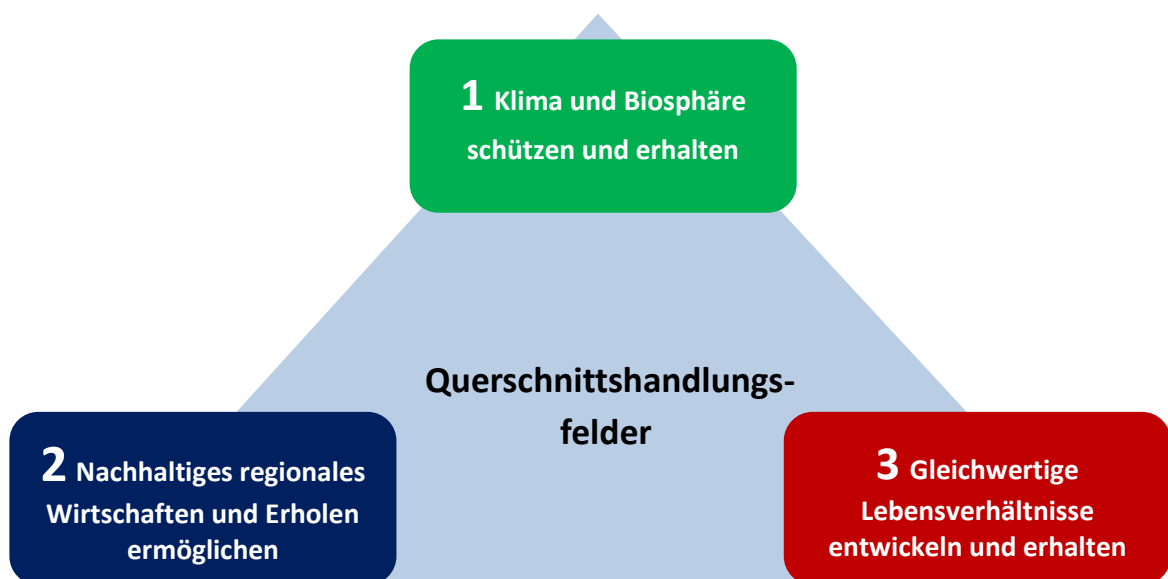 1 Klima und Biosphäre
schützen und erhalten
Querschnittshandlungs-
felder
2 Nachhaltiges regionales
Wirtschaften und Erholen
ermöglichen
3 Gleichwertige
Lebensverhältnisse
entwickeln und erhalten